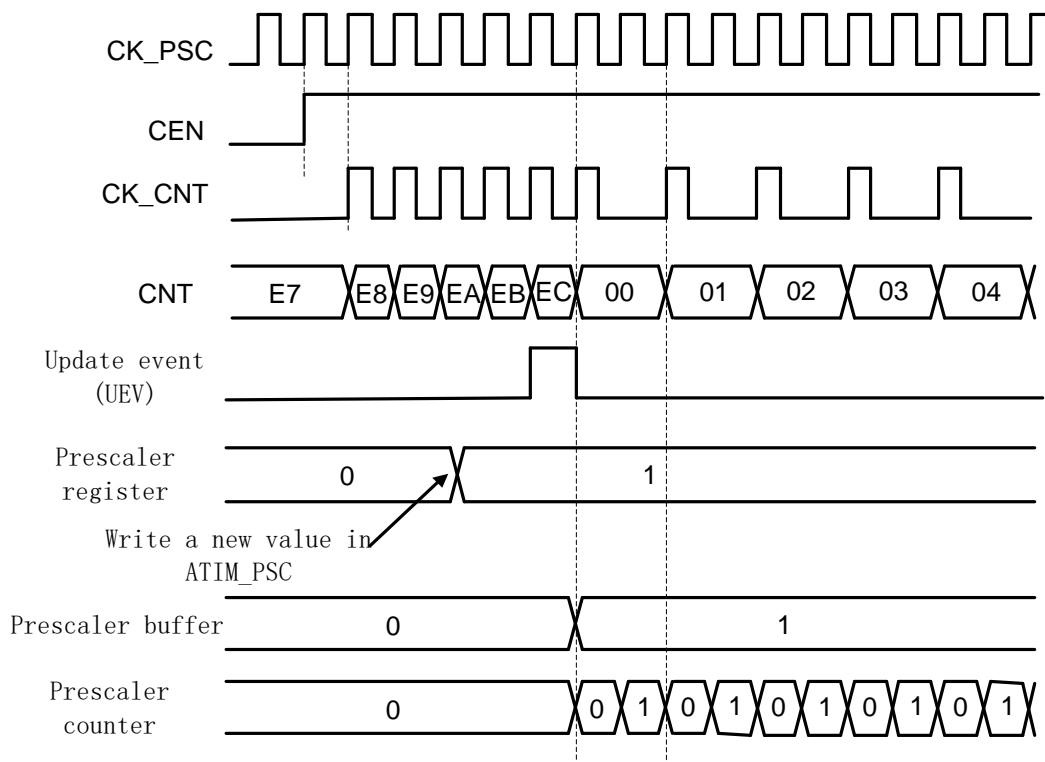 CK_PSC
CEN
CK_CNT
CNT E7 E8 E9 EA EB EC 00 01 02 03 04
Update event
(UEV)
Prescaler
register
0 1
Write a new value in
ATIM_PSC
Prescaler buffer 0 1
Prescaler
counter
0 0 1 0 1 0 1 0 1 0 1